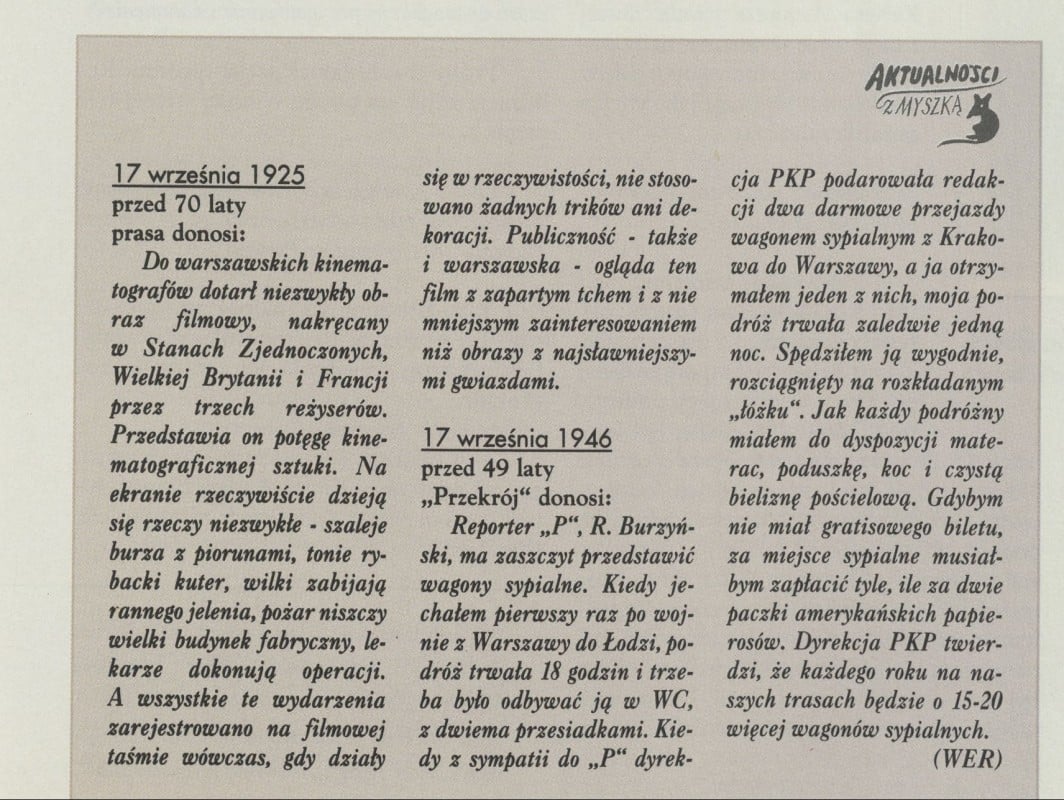 AKTUALNOŚCI
Z MYSZKĄ
17 września 1925
przed 70 laty
prasa donosi:
Do warszawskich kinema-
tografów dotarł niezwykły ob-
raz filmowy, nakręcany
w Stanach Zjednoczonych,
Wielkiej Brytanii i Francji
przez trzech reżyserów.
Przedstawia on potęgę kine-
matograficznej sztuki. Na
ekranie rzeczywiście dzieją
się rzeczy niezwykłe - szaleje
burza z piorunami, tonie ry-
backi kuter, wilki zabijają
rannego jelenia, pożar niszczy
wielki budynek fabryczny, le-
karze dokonują operacji.
A wszystkie te wydarzenia
zarejestrowano na filmowej
taśmie wówczas, gdy działy
się w rzeczywistości, nie stoso-
wano żadnych trików ani de-
koracji. Publiczność - także
i warszawska - ogląda ten
film z zapartym tchem i z nie
mniejszym zainteresowaniem
niż obrazy z najsławniejszy-
mi gwiazdami.
17 września 1946
przed 49 laty
„Przekrój“ donosi:
Reporter „P“, R. Burzyń-
ski, ma zaszczyt przedstawić
wagony sypialne. Kiedy je-
chałem pierwszy raz po woj-
nie z Warszawy do Łodzi, po-
dróż trwała 18 godzin i trze-
ba było odbywać ją w WC,
z dwiema przesiadkami. Kie-
dy z sympatii do „P“ dyrek-
cja PKP podarowała redak-
cji dwa darmowe przejazdy
wagonem sypialnym z Krako-
wa do Warszawy, a ja otrzy-
małem jeden z nich, moja po-
dróż trwała zaledwie jedną
noc. Spędziłem ją wygodnie,
rozciągnięty na rozkładanym
„łóżku“. Jak każdy podróżny
miałem do dyspozycji mate-
rac, poduszkę, koc i czystą
bieliznę pościelową. Gdybym
nie miał gratisowego biletu,
za miejsce sypialne musiał-
bym zapłacić tyle, ile za dwie
paczki amerykańskich papie-
rosów. Dyrekcja PKP twier-
dzi, że każdego roku na na-
szych trasach będzie o 15-20
więcej wagonów sypialnych.
(WER)